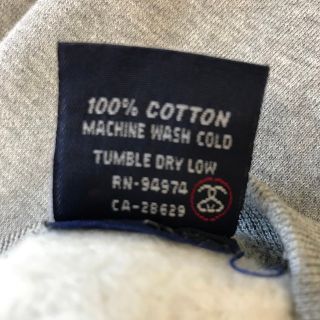 100% COTTON
MACHINE WASH COLD
TUMBLE DRY LOW
RN-94974
CA-28629